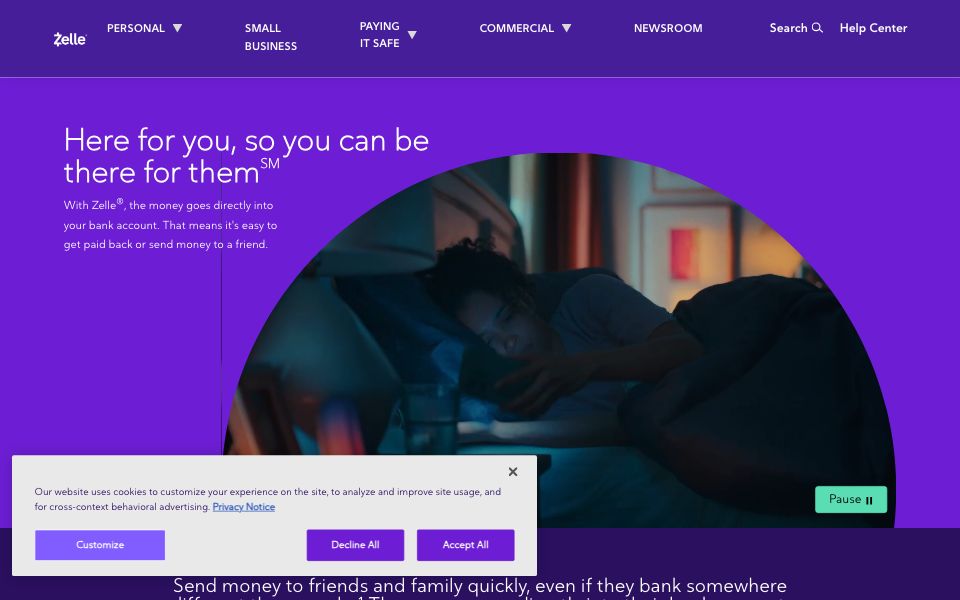 Zelle
PERSONAL
SMALL
BUSINESS
PAYING
IT SAFE
COMMERCIAL
NEWSROOM
Search
Help Center
Here for you, so you can be
there for them℠
With Zelle®, the money goes directly into
your bank account. That means it's easy to
get paid back or send money to a friend.
Pause
Our website uses cookies to customize your experience on the site, to analyze and improve site usage, and
for cross-context behavioral advertising. Privacy Notice
Customize
Decline All
Accept All
Send money to friends and family quickly, even if they bank somewhere